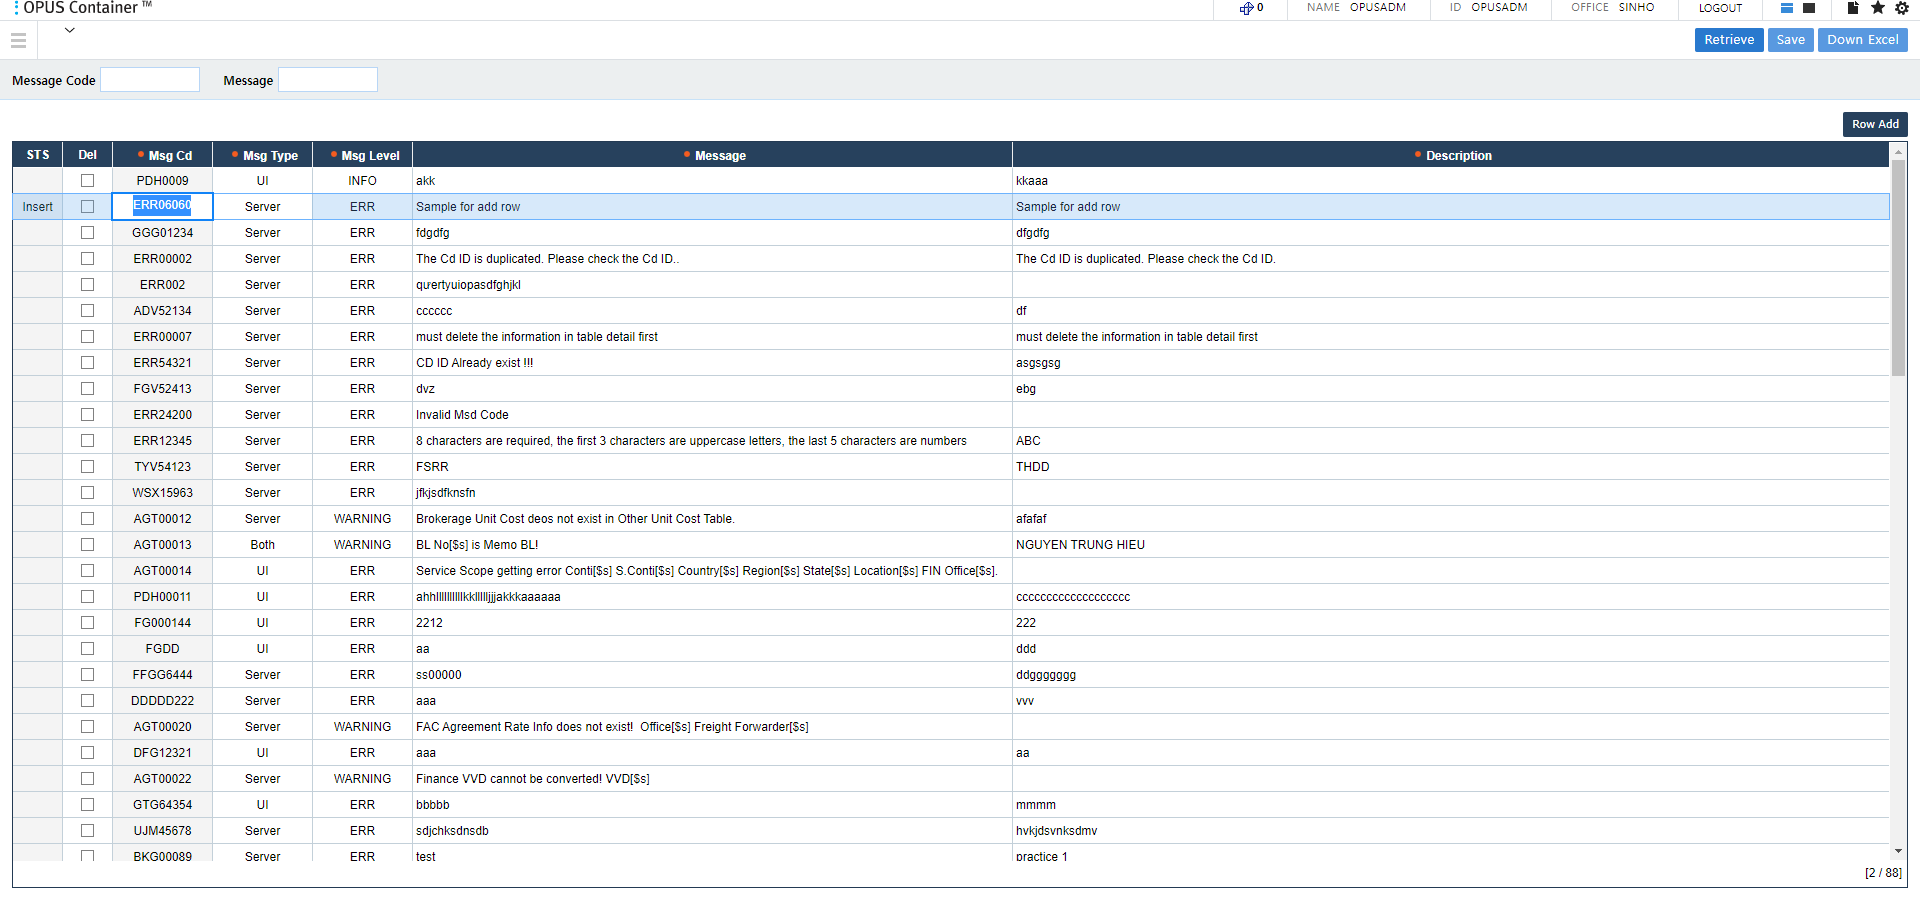 OPUS Container ™
0
NAME OPUSADM
ID OPUSADM
OFFICE SINHO
LOGOUT
Retrieve Save Down Excel
Message Code Message
Row Add
STS Del Msg Cd Msg Type Msg Level Message Description
PDH0009 UI INFO akk kkaaa
Insert ERR06060 Server ERR Sample for add row Sample for add row
GGG01234 Server ERR fdgdfg dfgdfg
ERR00002 Server ERR The Cd ID is duplicated. Please check the Cd ID.. The Cd ID is duplicated. Please check the Cd ID.
ERR002 Server ERR qưertyuiopasdfghjkl
ADV52134 Server ERR cccccc df
ERR00007 Server ERR must delete the information in table detail first must delete the information in table detail first
ERR54321 Server ERR CD ID Already exist !!! asgsgsg
FGV52413 Server ERR dvz ebg
ERR24200 Server ERR Invalid Msd Code
ERR12345 Server ERR 8 characters are required, the first 3 characters are uppercase letters, the last 5 characters are numbers ABC
TYV54123 Server ERR FSRR THDD
WSX15963 Server ERR jfkjsdfknsfn
AGT00012 Server WARNING Brokerage Unit Cost deos not exist in Other Unit Cost Table. afafaf
AGT00013 Both WARNING BL No[$s] is Memo BL! NGUYEN TRUNG HIEU
AGT00014 UI ERR Service Scope getting error Conti[$s] S.Conti[$s] Country[$s] Region[$s] State[$s] Location[$s] FIN Office[$s].
PDH00011 UI ERR
FG000144 UI ERR 2212 222
FGDD UI ERR aa ddd
FFGG6444 Server ERR ss00000 ddggggggg
DDDDD222 Server ERR aaa vvv
AGT00020 Server WARNING FAC Agreement Rate Info does not exist!  Office[$s] Freight Forwarder[$s]
DFG12321 UI ERR aaa aa
AGT00022 Server WARNING Finance VVD cannot be converted! VVD[$s]
GTG64354 UI ERR bbbbb mmmm
UJM45678 Server ERR sdjchksdnsdb hvkjdsvnksdmv
BKG00089 Server ERR test practice 1
[2 / 88]